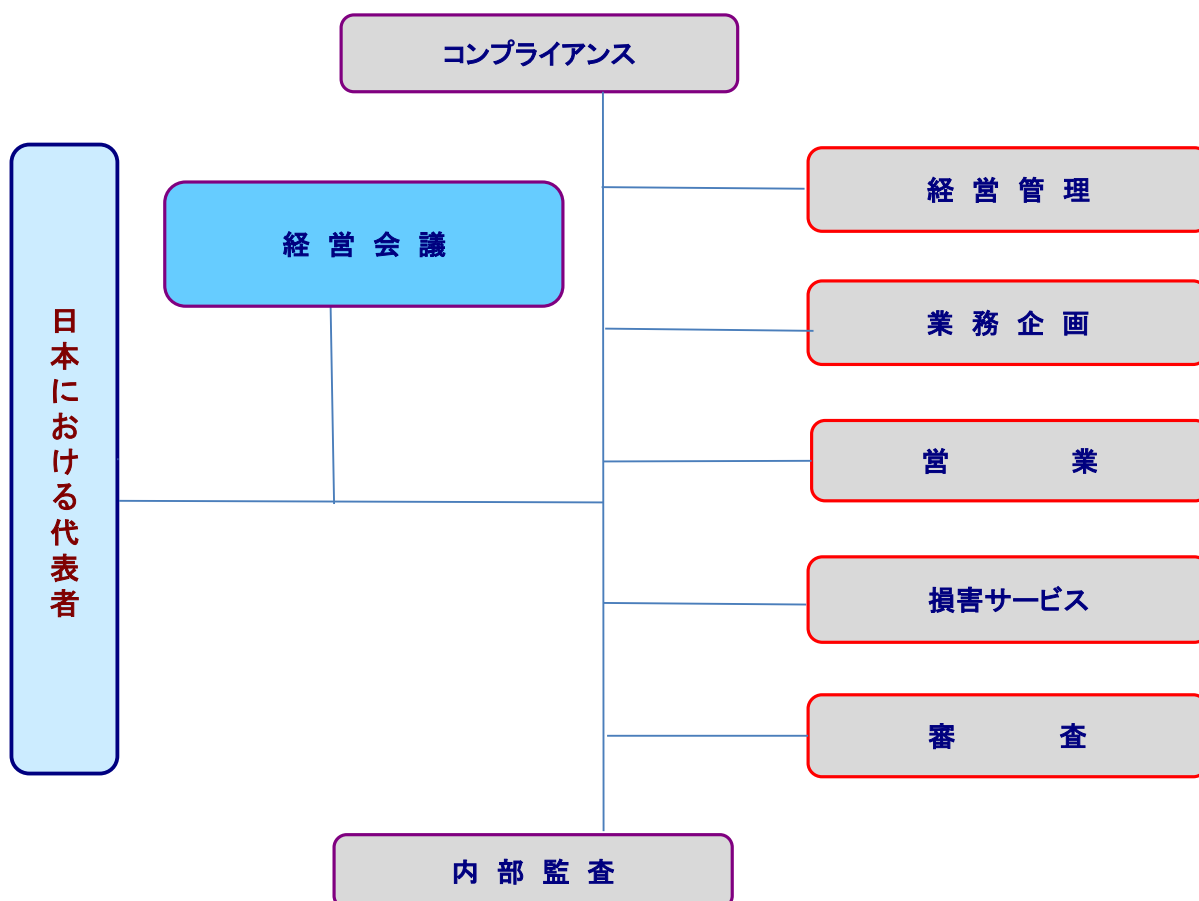 コンプライアンス
経 営 管 理
経 営 会 議
業 務 企 画
日本における代表者
営 業
損害サービス
審 査
内 部 監 査